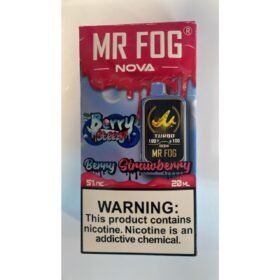 MR FOG®
NOVA
Berry
TURBO
MR FOG
Berry Strawberry
5%
20ML
WARNING:
This product contains
nicotine. Nicotine is an
addictive chemical.